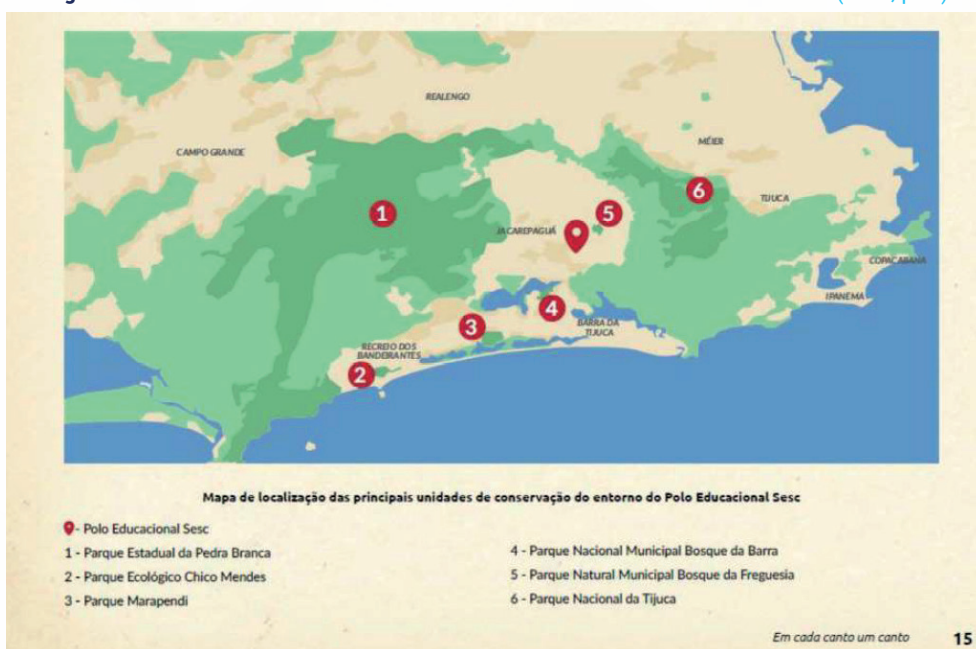 REALENGO
CAMPO GRANDE
MÉIER
6
TIJUCA
1
5
JACAREPAGUÁ
COPACABANA
IPANEMA
4
3
BARRA DA
TIJUCA
RECREIO DOS
BANDEIRANTES
2
Mapa de localização das principais unidades de conservação do entorno do Polo Educacional Sesc
- Polo Educacional Sesc
1 - Parque Estadual da Pedra Branca
2 - Parque Ecológico Chico Mendes
3 - Parque Marapendi
4 - Parque Nacional Municipal Bosque da Barra
5 - Parque Natural Municipal Bosque da Freguesia
6 - Parque Nacional da Tijuca
Em cada canto um canto 15